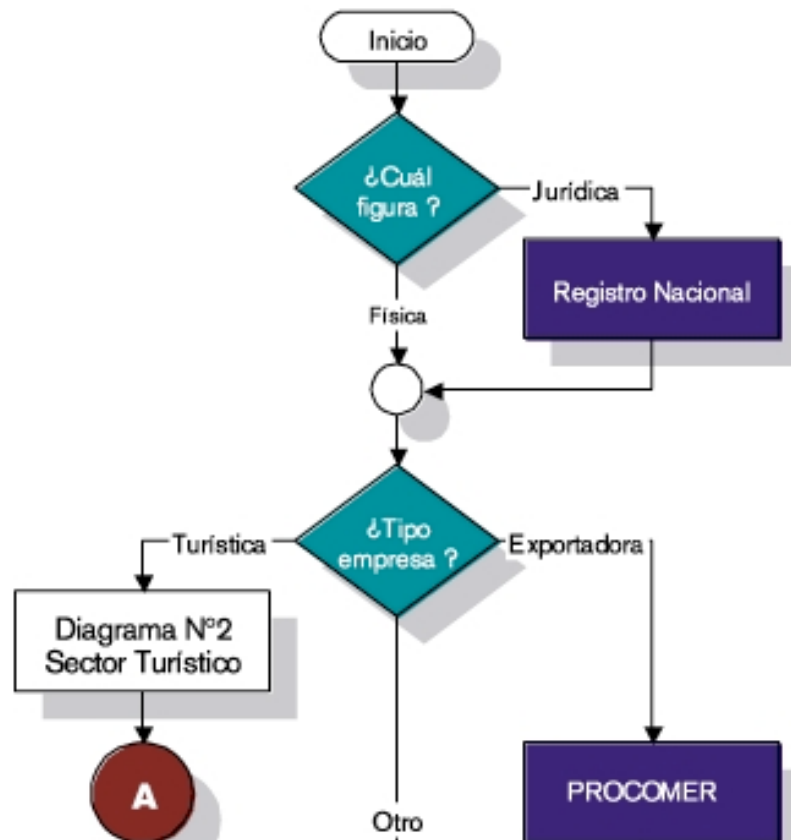 Inicio
¿Cuál
figura ?
Jurídica
Registro Nacional
Física
¿Tipo
empresa ?
Turística
Exportadora
Diagrama N°2
Sector Turístico
A
PROCOMER
Otro